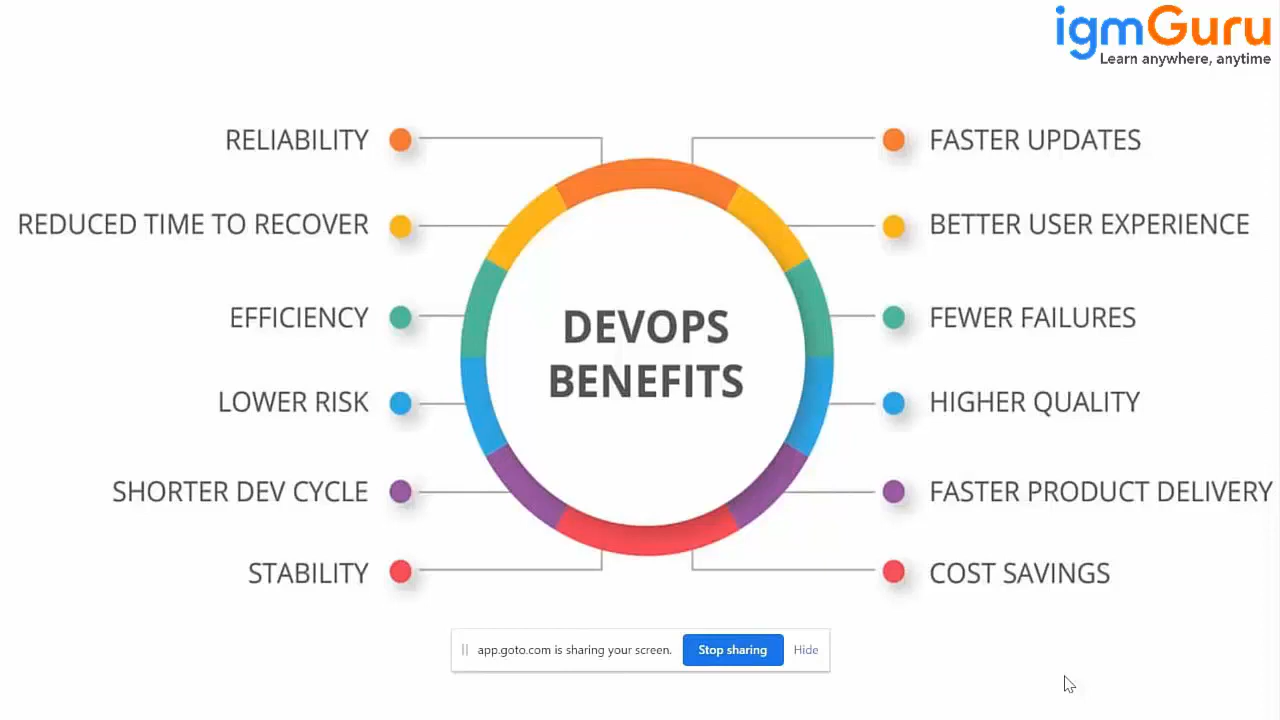 igmGuru
Learn anywhere, anytime
RELIABILITY
FASTER UPDATES
REDUCED TIME TO RECOVER
BETTER USER EXPERIENCE
EFFICIENCY
FEWER FAILURES
DEVOPS
BENEFITS
LOWER RISK
HIGHER QUALITY
SHORTER DEV CYCLE
FASTER PRODUCT DELIVERY
STABILITY
COST SAVINGS
app.goto.com is sharing your screen. Stop sharing Hide